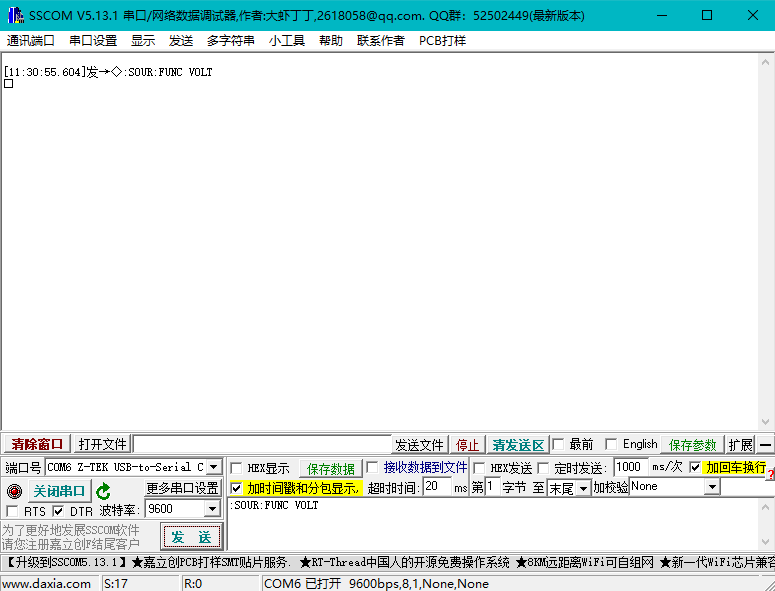 SSCOM V5.13.1 串口/网络数据调试器,作者:大虾丁丁,2618058@qq.com. QQ群：52502449(最新版本)
通讯端口 串口设置 显示 发送 多字符串 小工具 帮助 联系作者 PCB打样
[11:30:55.604]发→◇:SOUR:FUNC VOLT
□
清除窗口 打开文件 发送文件 停止 清发送区 最前 English 保存参数 扩展 —
端口号 COM6 Z-TEK USB-to-Serial C HEX显示 保存数据 接收数据到文件 HEX发送 定时发送: 1000 ms/次 加回车换行
关闭串口 更多串口设置 加时间戳和分包显示, 超时时间: 20 ms 第 1 字节 至 末尾 加校验 None
RTS DTR 波特率: 9600 :SOUR:FUNC VOLT
为了更好地发展SSCOM软件
请您注册嘉立创F结尾客户
发 送
【升级到SSCOM5.13.1】★嘉立创PCB打样SMT贴片服务. ★RT-Thread中国人的开源免费操作系统 ★8KM远距离WiFi可自组网 ★新一代WiFi芯片兼容
www.daxia.com S:17 R:0 COM6 已打开 9600bps,8,1,None,None